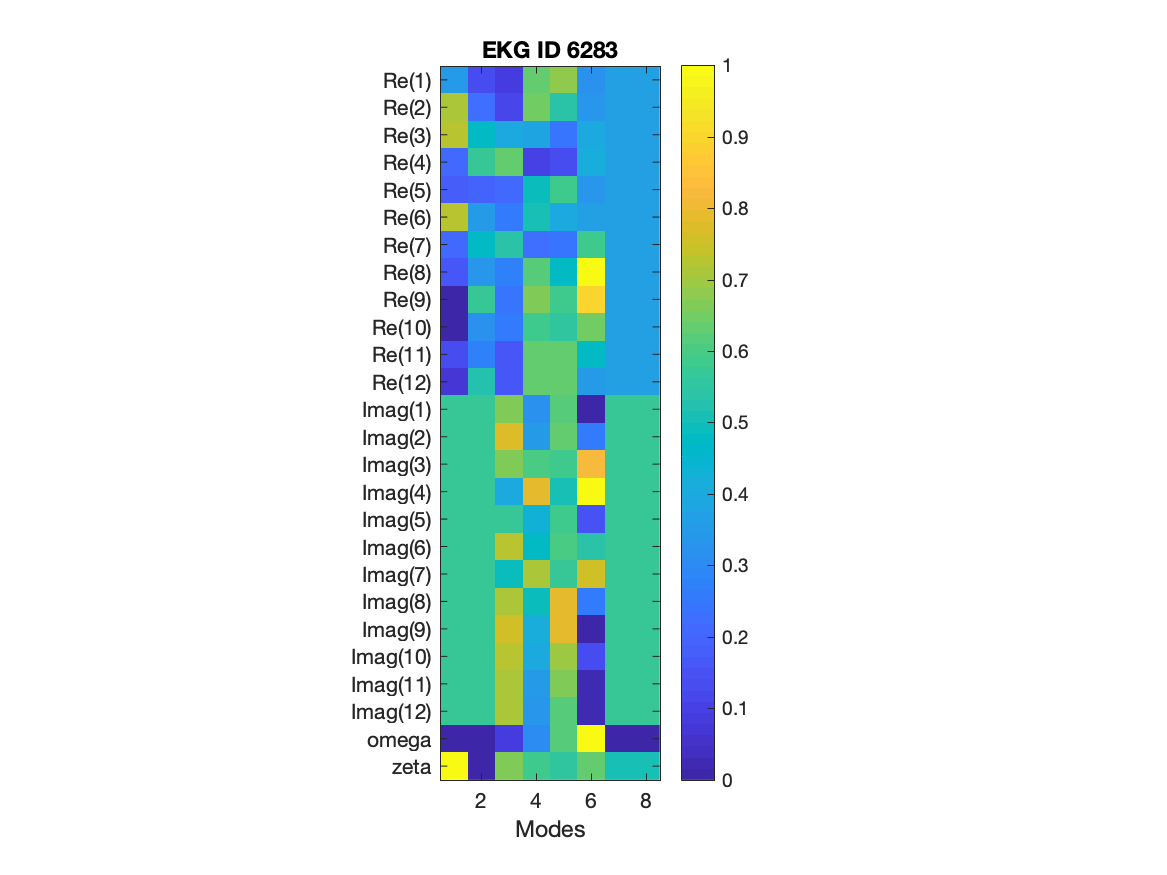 EKG ID 6283
Re(1)
Re(2)
Re(3)
Re(4)
Re(5)
Re(6)
Re(7)
Re(8)
Re(9)
Re(10)
Re(11)
Re(12)
Imag(1)
Imag(2)
Imag(3)
Imag(4)
Imag(5)
Imag(6)
Imag(7)
Imag(8)
Imag(9)
Imag(10)
Imag(11)
Imag(12)
omega
zeta
2 4 6 8
Modes
1
0.9
0.8
0.7
0.6
0.5
0.4
0.3
0.2
0.1
0